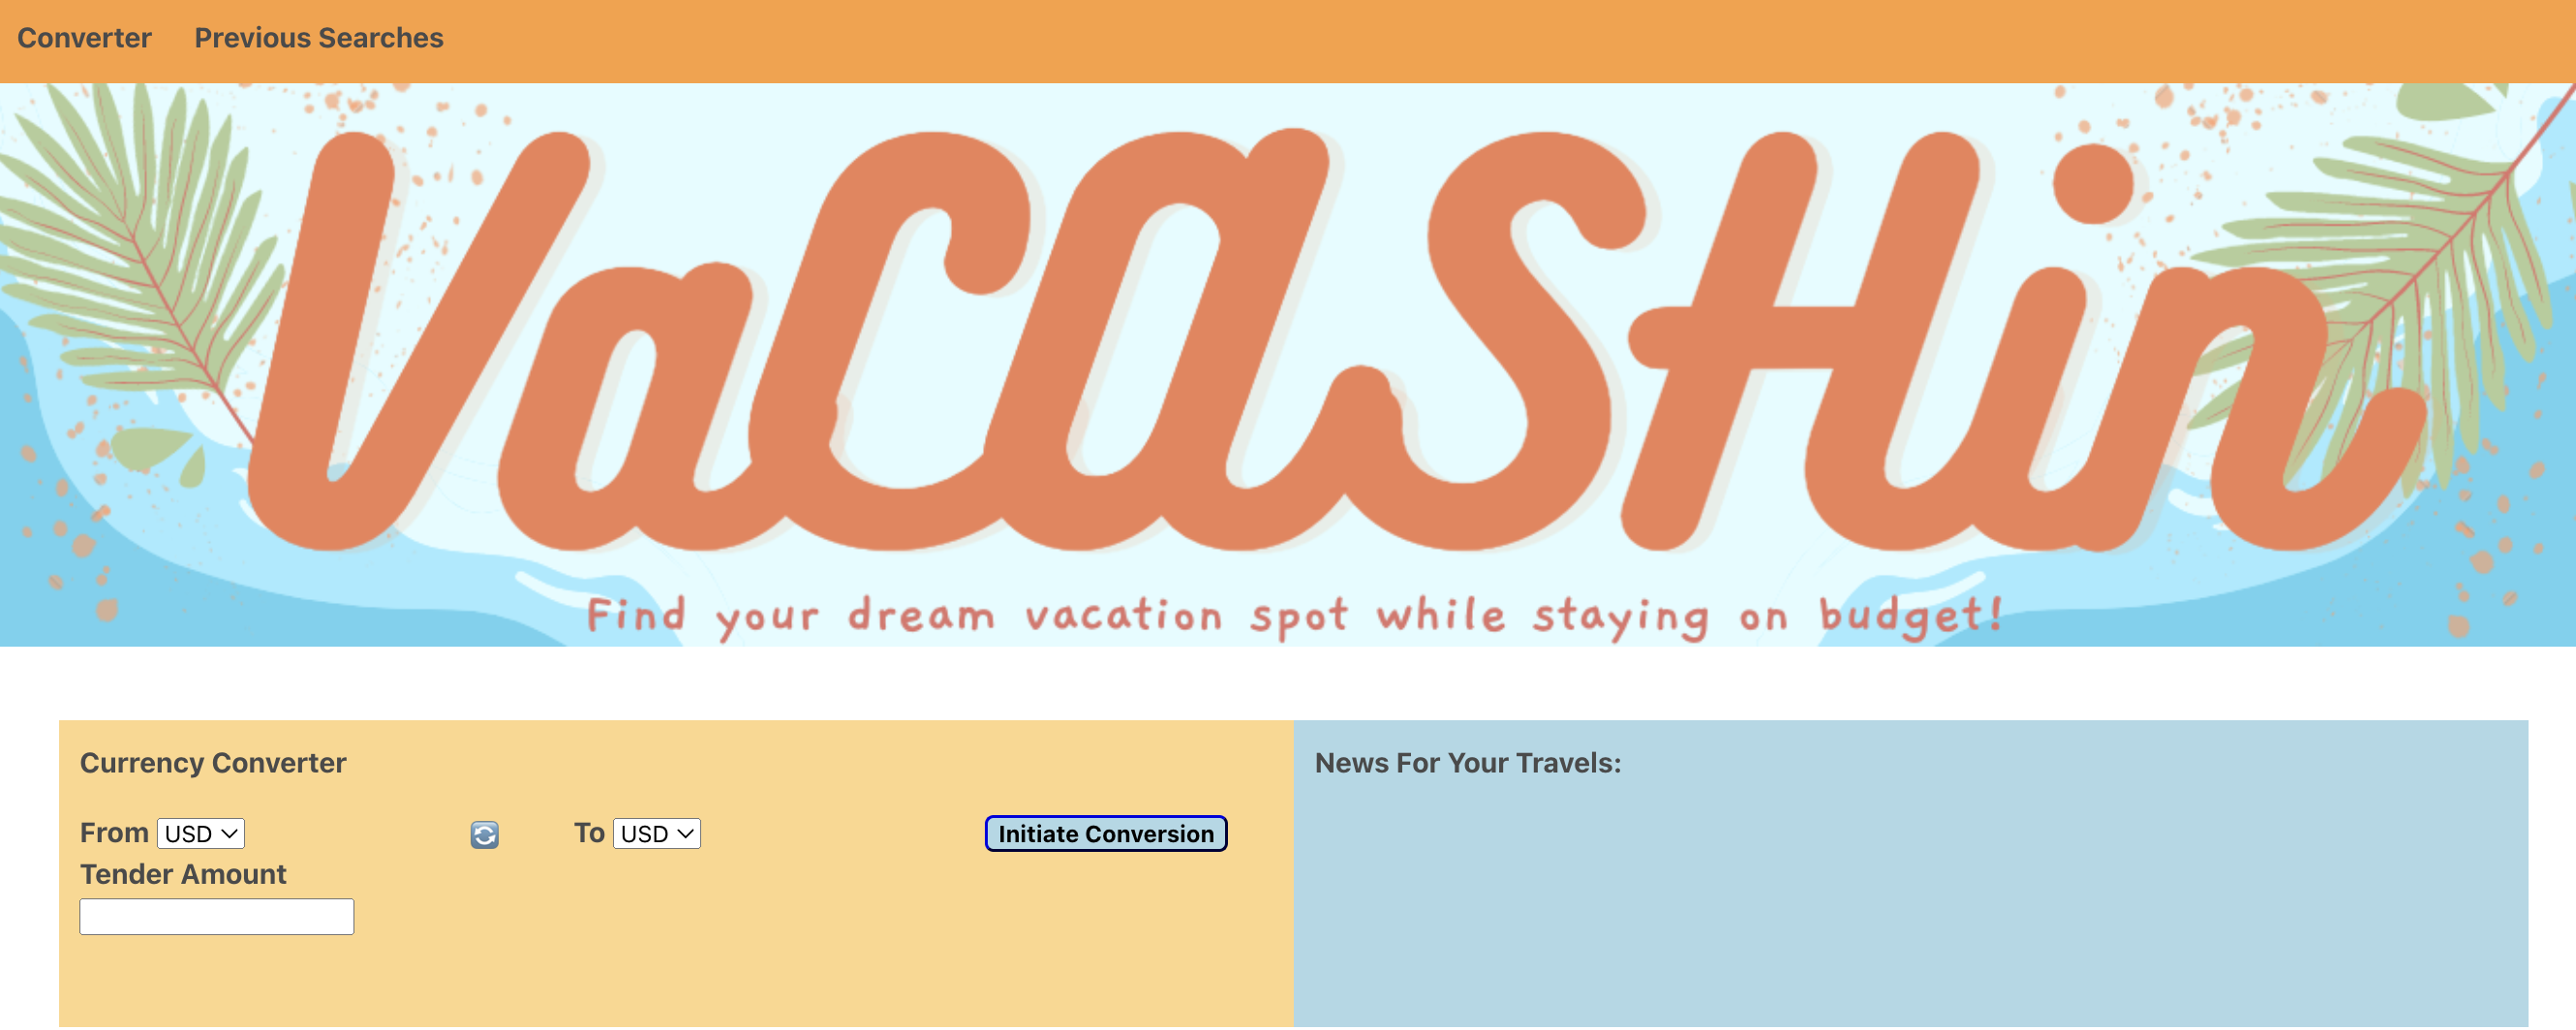 Converter Previous Searches
VaCASHin
Find your dream vacation spot while staying on budget!
Currency Converter
From USD To USD Initiate Conversion
Tender Amount
News For Your Travels: